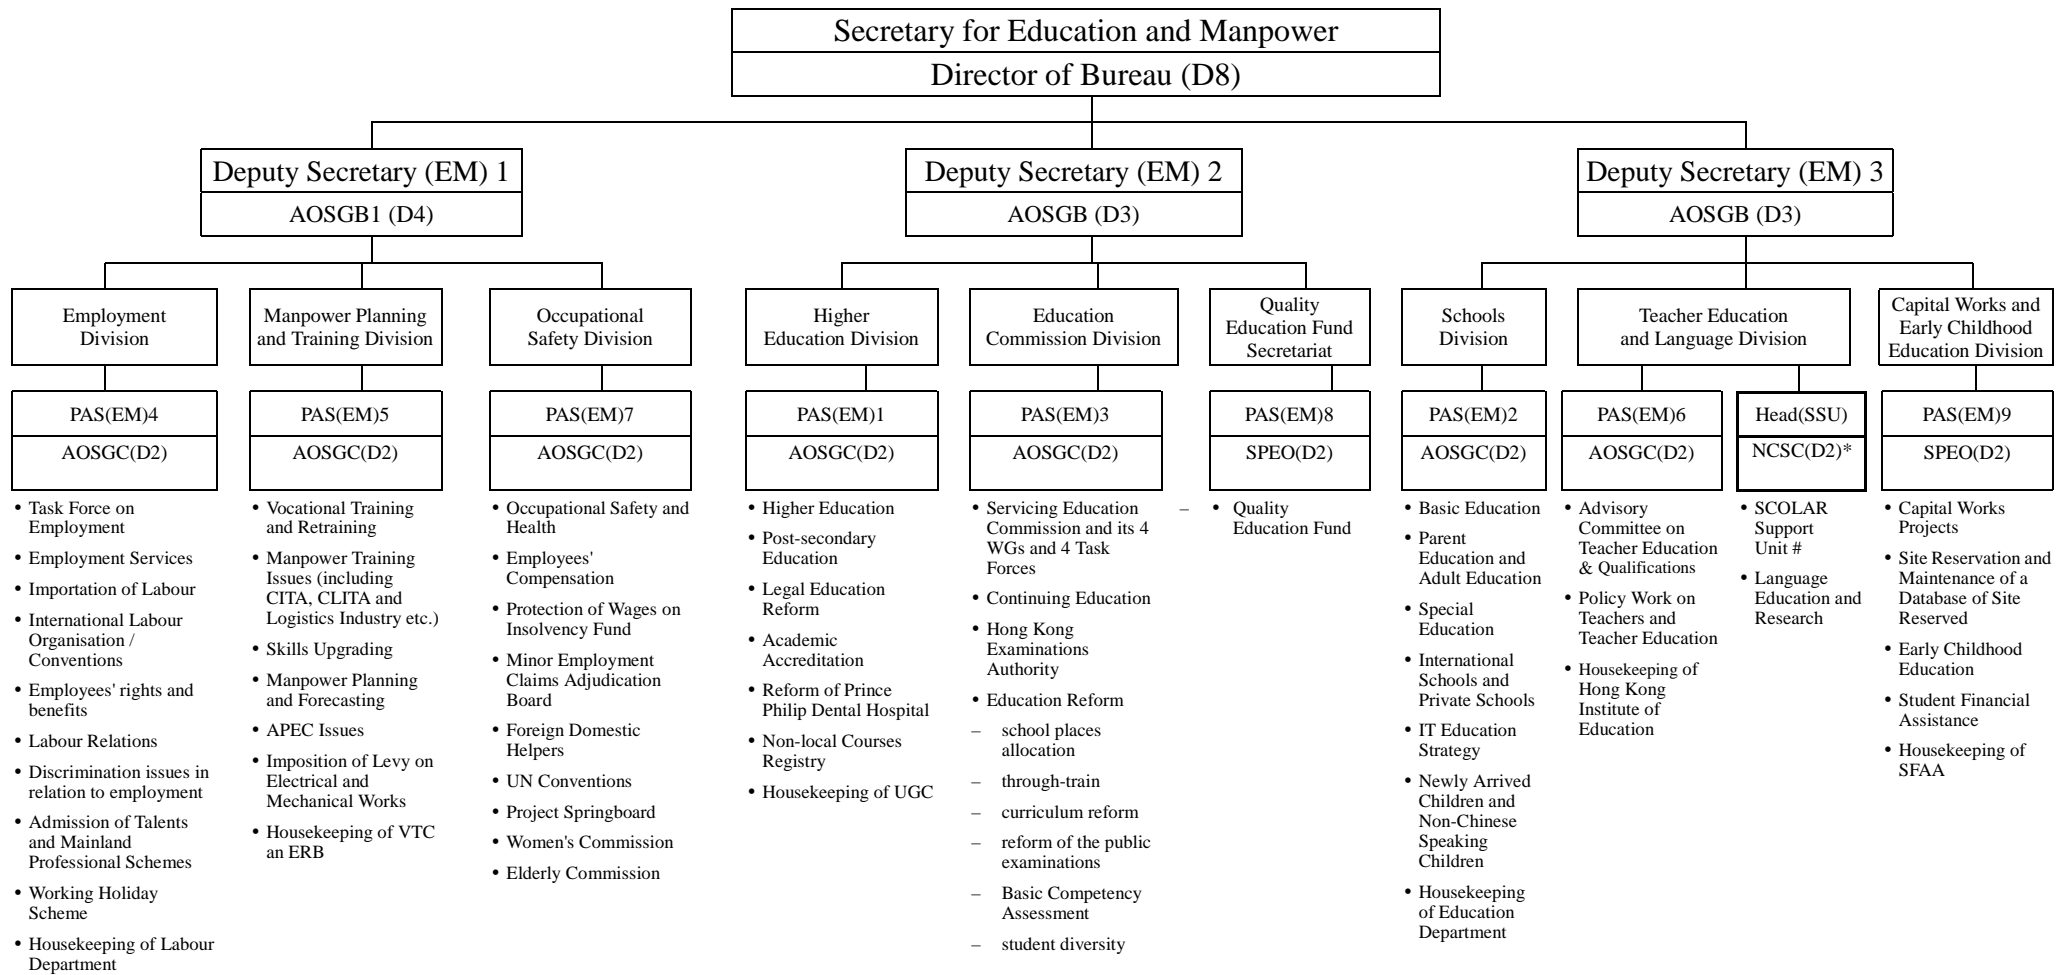 Secretary for Education and Manpower
Director of Bureau (D8)
Deputy Secretary (EM) 1
AOSGB1 (D4)
Deputy Secretary (EM) 2
AOSGB (D3)
Deputy Secretary (EM) 3
AOSGB (D3)
Employment
Division
PAS(EM)4
AOSGC(D2)
• Task Force on
Employment
• Employment Services
• Importation of Labour
• International Labour
Organisation /
Conventions
• Employees' rights and
benefits
• Labour Relations
• Discrimination issues in
relation to employment
• Admission of Talents
and Mainland
Professional Schemes
• Working Holiday
Scheme
• Housekeeping of Labour
Department
Manpower Planning
and Training Division
PAS(EM)5
AOSGC(D2)
• Vocational Training
and Retraining
• Manpower Training
Issues (including
CITA, CLITA and
Logistics Industry etc.)
• Skills Upgrading
• Manpower Planning
and Forecasting
• APEC Issues
• Imposition of Levy on
Electrical and
Mechanical Works
• Housekeeping of VTC
an ERB
Occupational
Safety Division
PAS(EM)7
AOSGC(D2)
• Occupational Safety and
Health
• Employees'
Compensation
• Protection of Wages on
Insolvency Fund
• Minor Employment
Claims Adjudication
Board
• Foreign Domestic
Helpers
• UN Conventions
• Project Springboard
• Women's Commission
• Elderly Commission
Higher
Education Division
PAS(EM)1
AOSGC(D2)
• Higher Education
• Post-secondary
Education
• Legal Education
Reform
• Academic
Accreditation
• Reform of Prince
Philip Dental Hospital
• Non-local Courses
Registry
• Housekeeping of UGC
Education
Commission Division
PAS(EM)3
AOSGC(D2)
• Servicing Education
Commission and its 4
WGs and 4 Task
Forces
• Continuing Education
• Hong Kong
Examinations
Authority
• Education Reform
– school places
allocation
– through-train
– curriculum reform
– reform of the public
examinations
– Basic Competency
Assessment
– student diversity
Quality
Education Fund
Secretariat
PAS(EM)8
SPEO(D2)
– • Quality
Education Fund
Schools
Division
PAS(EM)2
AOSGC(D2)
• Basic Education
• Parent
Education and
Adult Education
• Special
Education
• International
Schools and
Private Schools
• IT Education
Strategy
• Newly Arrived
Children and
Non-Chinese
Speaking
Children
• Housekeeping
of Education
Department
Teacher Education
and Language Division
PAS(EM)6
AOSGC(D2)
• Advisory
Committee on
Teacher Education
& Qualifications
• Policy Work on
Teachers and
Teacher Education
• Housekeeping of
Hong Kong
Institute of
Education
Head(SSU)
NCSC(D2)*
• SCOLAR
Support
Unit #
• Language
Education and
Research
Capital Works and
Early Childhood
Education Division
PAS(EM)9
SPEO(D2)
• Capital Works
Projects
• Site Reservation and
Maintenance of a
Database of Site
Reserved
• Early Childhood
Education
• Student Financial
Assistance
• Housekeeping of
SFAA